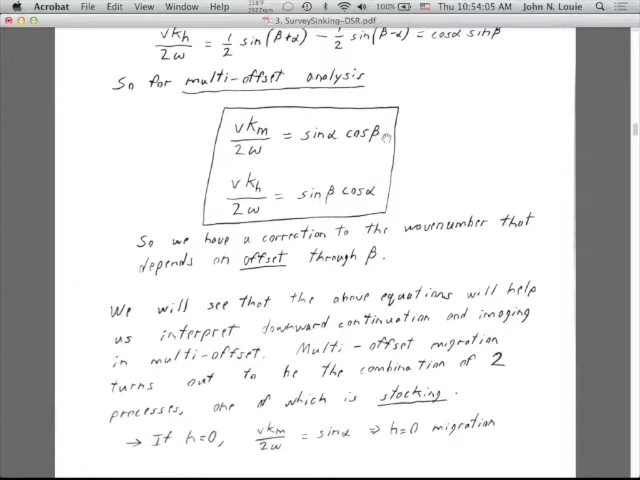 Acrobat File Edit View Window Help 158°F 1527rpm 100% Thu 10:54:05 AM John N. Louie
3. SurveySinking-DSR.pdf
vkh/2ω = 1/2 sin(β+α) − 1/2 sin(β−α) = cosα sinβ
So for multi-offset analysis
vkm/2ω = sinα cosβ
vkh/2ω = sinβ cosα
So we have a correction to the wavenumber that
depends on offset through β.
We will see that the above equations will help
us interpret downward continuation and imaging
in multi-offset. Multi-offset migration
turns out to be the combination of 2
processes, one of which is stacking.
→ If h=0, vkm/2ω = sinα ⇒ h=0 migration